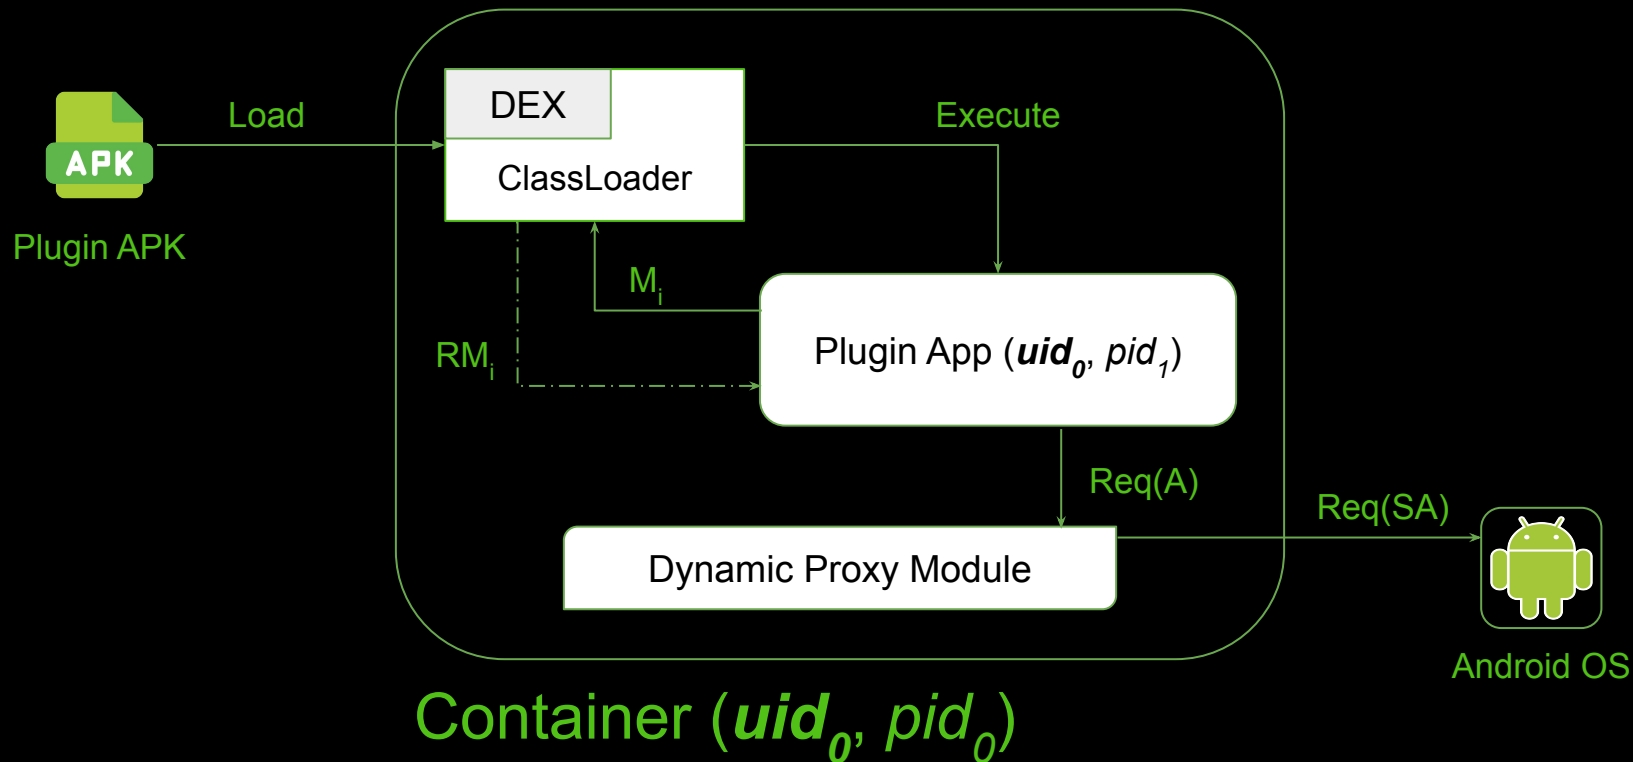 DEX
Load
Execute
APK
ClassLoader
Plugin APK
Mᵢ
RMᵢ
Plugin App (uid₀, pid₁)
Req(A)
Req(SA)
Dynamic Proxy Module
Android OS
Container (uid₀, pid₀)